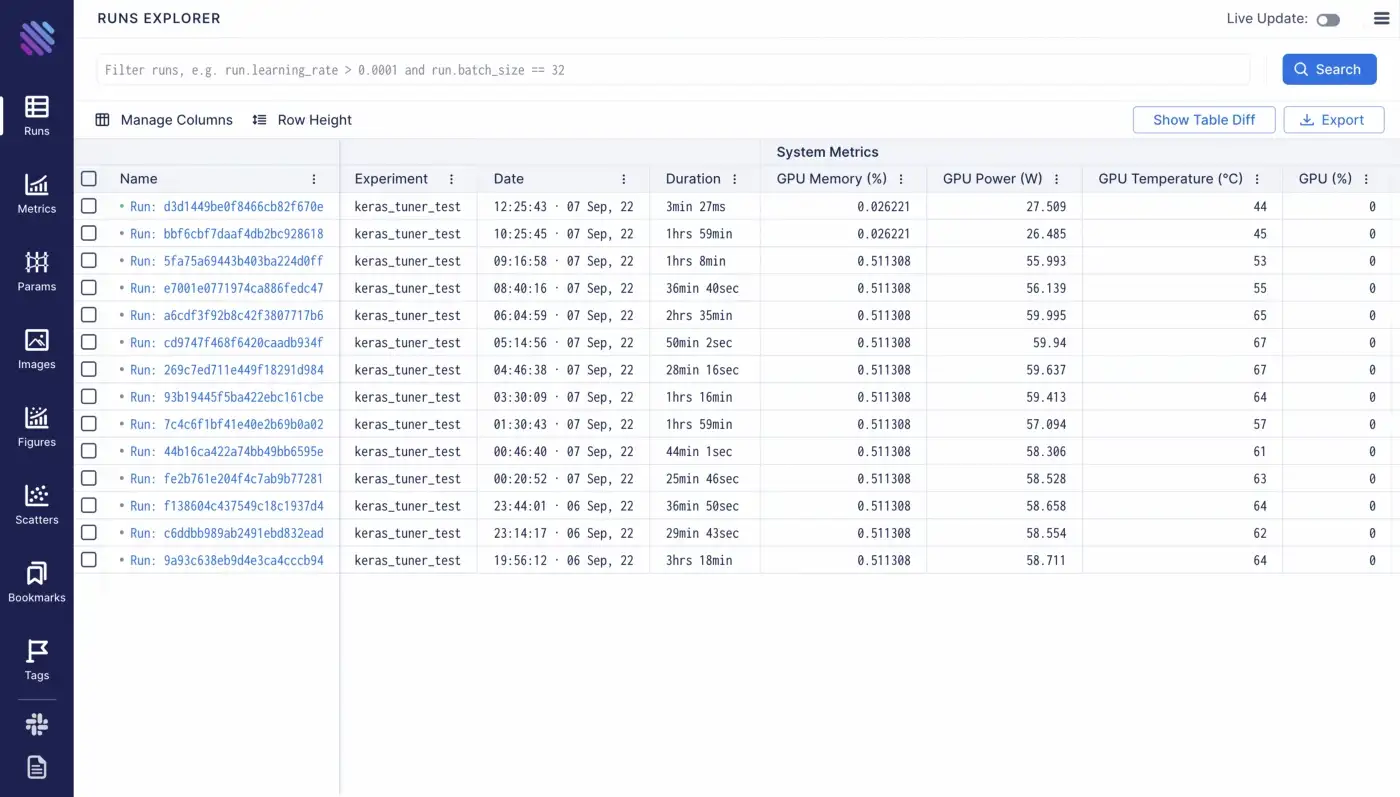 RUNS EXPLORER
Live Update:
Filter runs, e.g. run.learning_rate > 0.0001 and run.batch_size == 32
Search
Manage Columns Row Height Show Table Diff Export
System Metrics
Name Experiment Date Duration GPU Memory (%) GPU Power (W) GPU Temperature (°C) GPU (%)
Run: d3d1449be0f8466cb82f670e keras_tuner_test 12:25:43 · 07 Sep, 22 3min 27ms 0.026221 27.509 44 0
Run: bbf6cbf7daaf4db2bc928618 keras_tuner_test 10:25:45 · 07 Sep, 22 1hrs 59min 0.026221 26.485 45 0
Run: 5fa75a69443b403ba224d0ff keras_tuner_test 09:16:58 · 07 Sep, 22 1hrs 8min 0.511308 55.993 53 0
Run: e7001e0771974ca886fedc47 keras_tuner_test 08:40:16 · 07 Sep, 22 36min 40sec 0.511308 56.139 55 0
Run: a6cdf3f92b8c42f3807717b6 keras_tuner_test 06:04:59 · 07 Sep, 22 2hrs 35min 0.511308 59.995 65 0
Run: cd9747f468f6420caadb934f keras_tuner_test 05:14:56 · 07 Sep, 22 50min 2sec 0.511308 59.94 67 0
Run: 269c7ed711e449f18291d984 keras_tuner_test 04:46:38 · 07 Sep, 22 28min 16sec 0.511308 59.637 67 0
Run: 93b19445f5ba422ebc161cbe keras_tuner_test 03:30:09 · 07 Sep, 22 1hrs 16min 0.511308 59.413 64 0
Run: 7c4c6f1bf41e40e2b69b0a02 keras_tuner_test 01:30:43 · 07 Sep, 22 1hrs 59min 0.511308 57.094 57 0
Run: 44b16ca422a74bb49bb6595e keras_tuner_test 00:46:40 · 07 Sep, 22 44min 1sec 0.511308 58.306 61 0
Run: fe2b761e204f4c7ab9b77281 keras_tuner_test 00:20:52 · 07 Sep, 22 25min 46sec 0.511308 58.528 63 0
Run: f138604c437549c18c1937d4 keras_tuner_test 23:44:01 · 06 Sep, 22 36min 50sec 0.511308 58.658 64 0
Run: c6ddbb989ab2491ebd832ead keras_tuner_test 23:14:17 · 06 Sep, 22 29min 43sec 0.511308 58.554 62 0
Run: 9a93c638eb9d4e3ca4cccb94 keras_tuner_test 19:56:12 · 06 Sep, 22 3hrs 18min 0.511308 58.711 64 0
Runs
Metrics
Params
Images
Figures
Scatters
Bookmarks
Tags